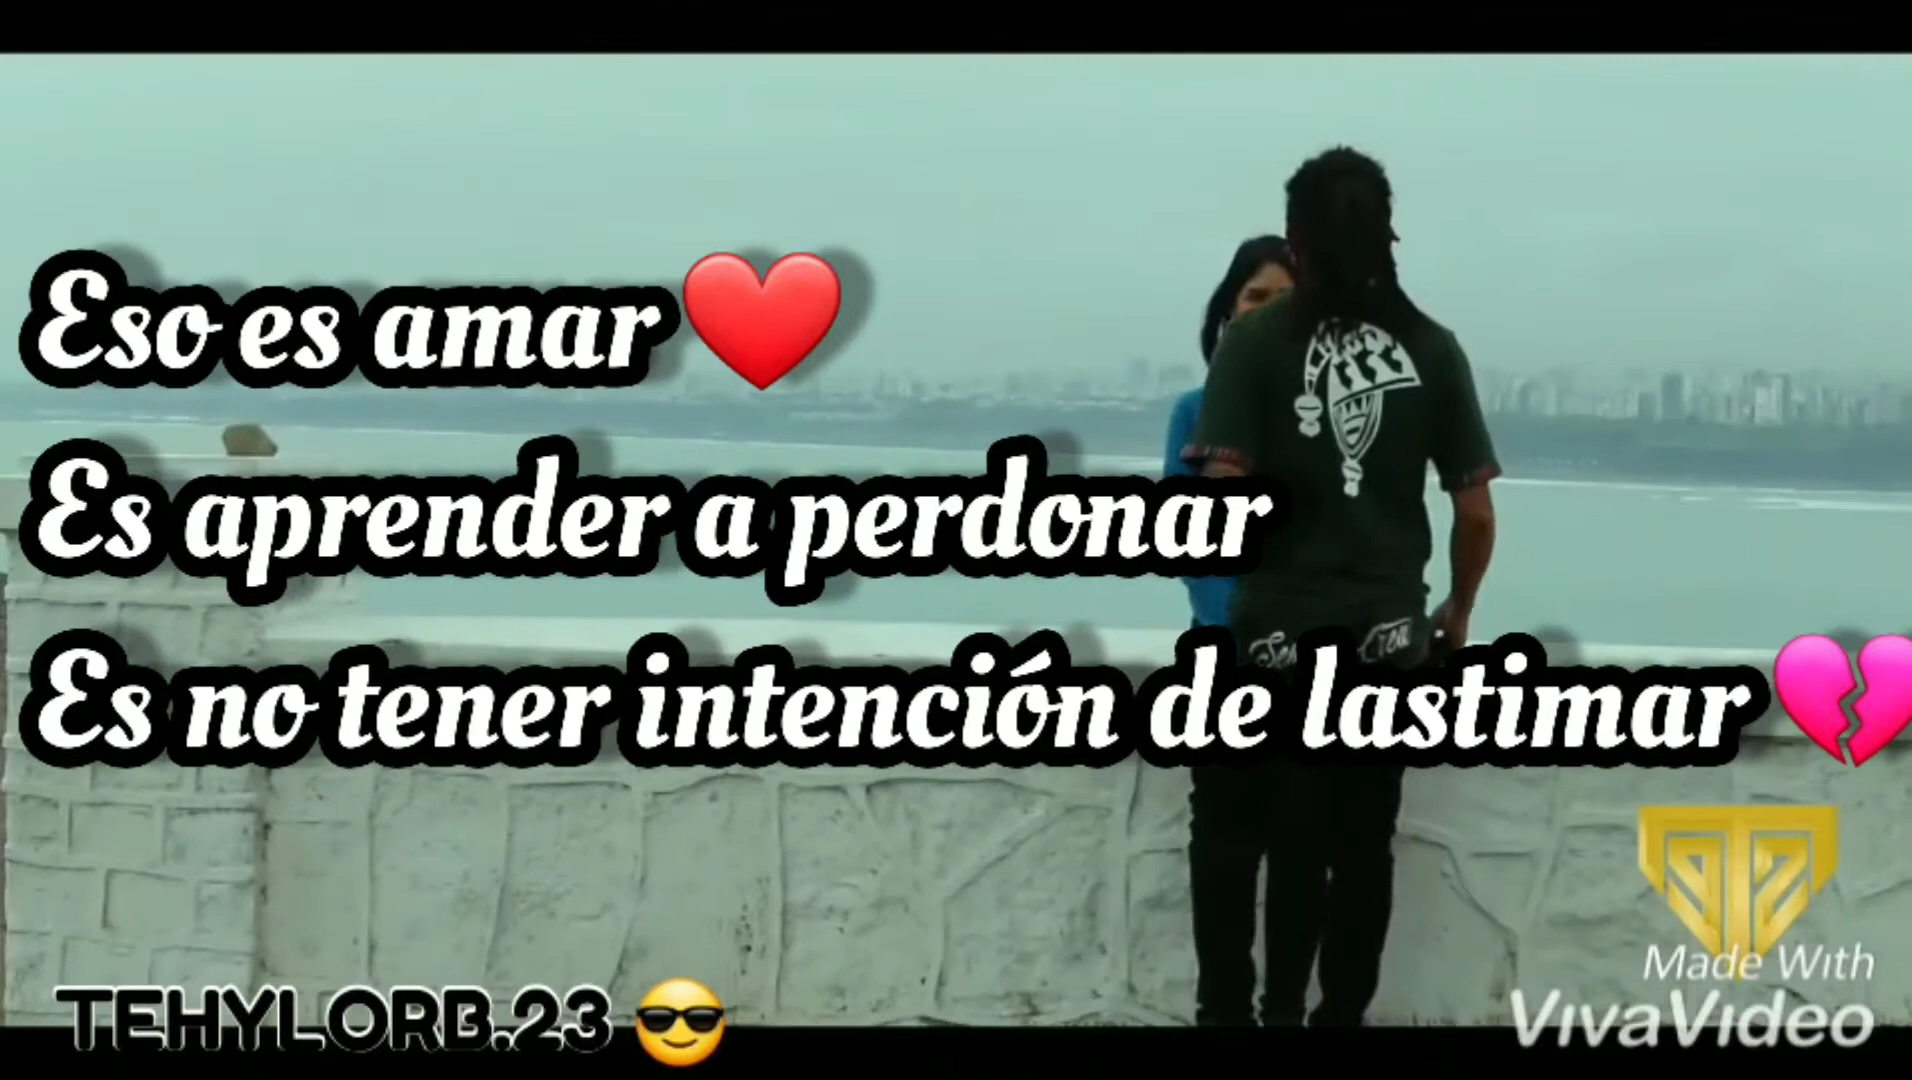 Eso es amar ❤️
Es aprender a perdonar
Es no tener intención de lastimar 💔
TEHYLORB.23 😎
Made With
VivaVideo